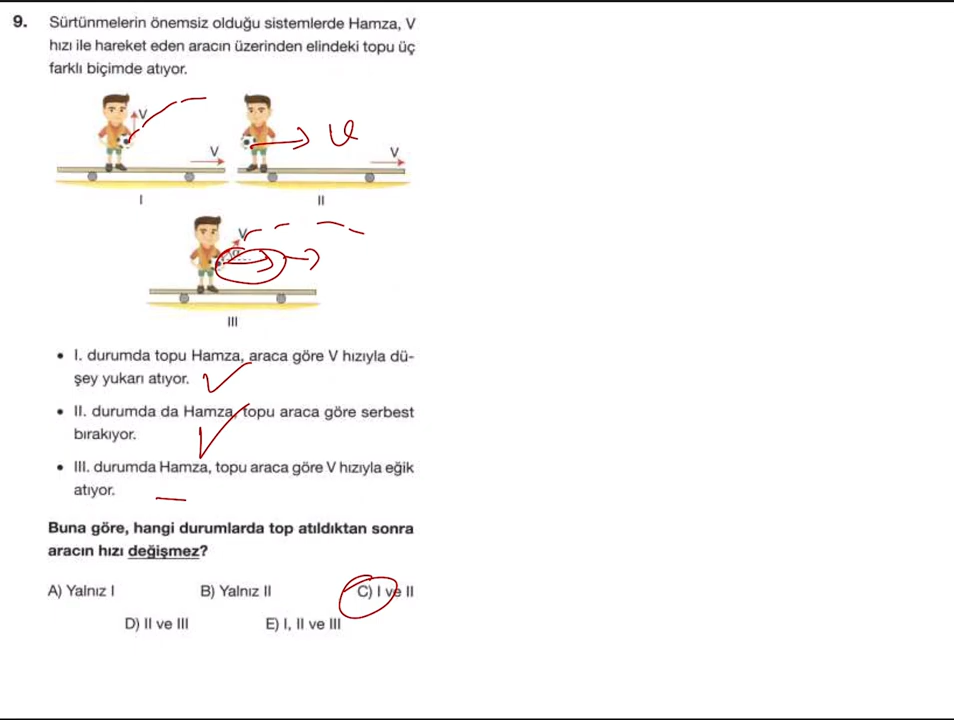 9. Sürtünmelerin önemsiz olduğu sistemlerde Hamza, V
hızı ile hareket eden aracın üzerinden elindeki topu üç
farklı biçimde atıyor.
V
V
I
V
V
II
V
α
III
• I. durumda topu Hamza, araca göre V hızıyla dü-
şey yukarı atıyor.
• II. durumda da Hamza, topu araca göre serbest
bırakıyor.
• III. durumda Hamza, topu araca göre V hızıyla eğik
atıyor.
Buna göre, hangi durumlarda top atıldıktan sonra
aracın hızı değişmez?
A) Yalnız I B) Yalnız II C) I ve II
D) II ve III E) I, II ve III